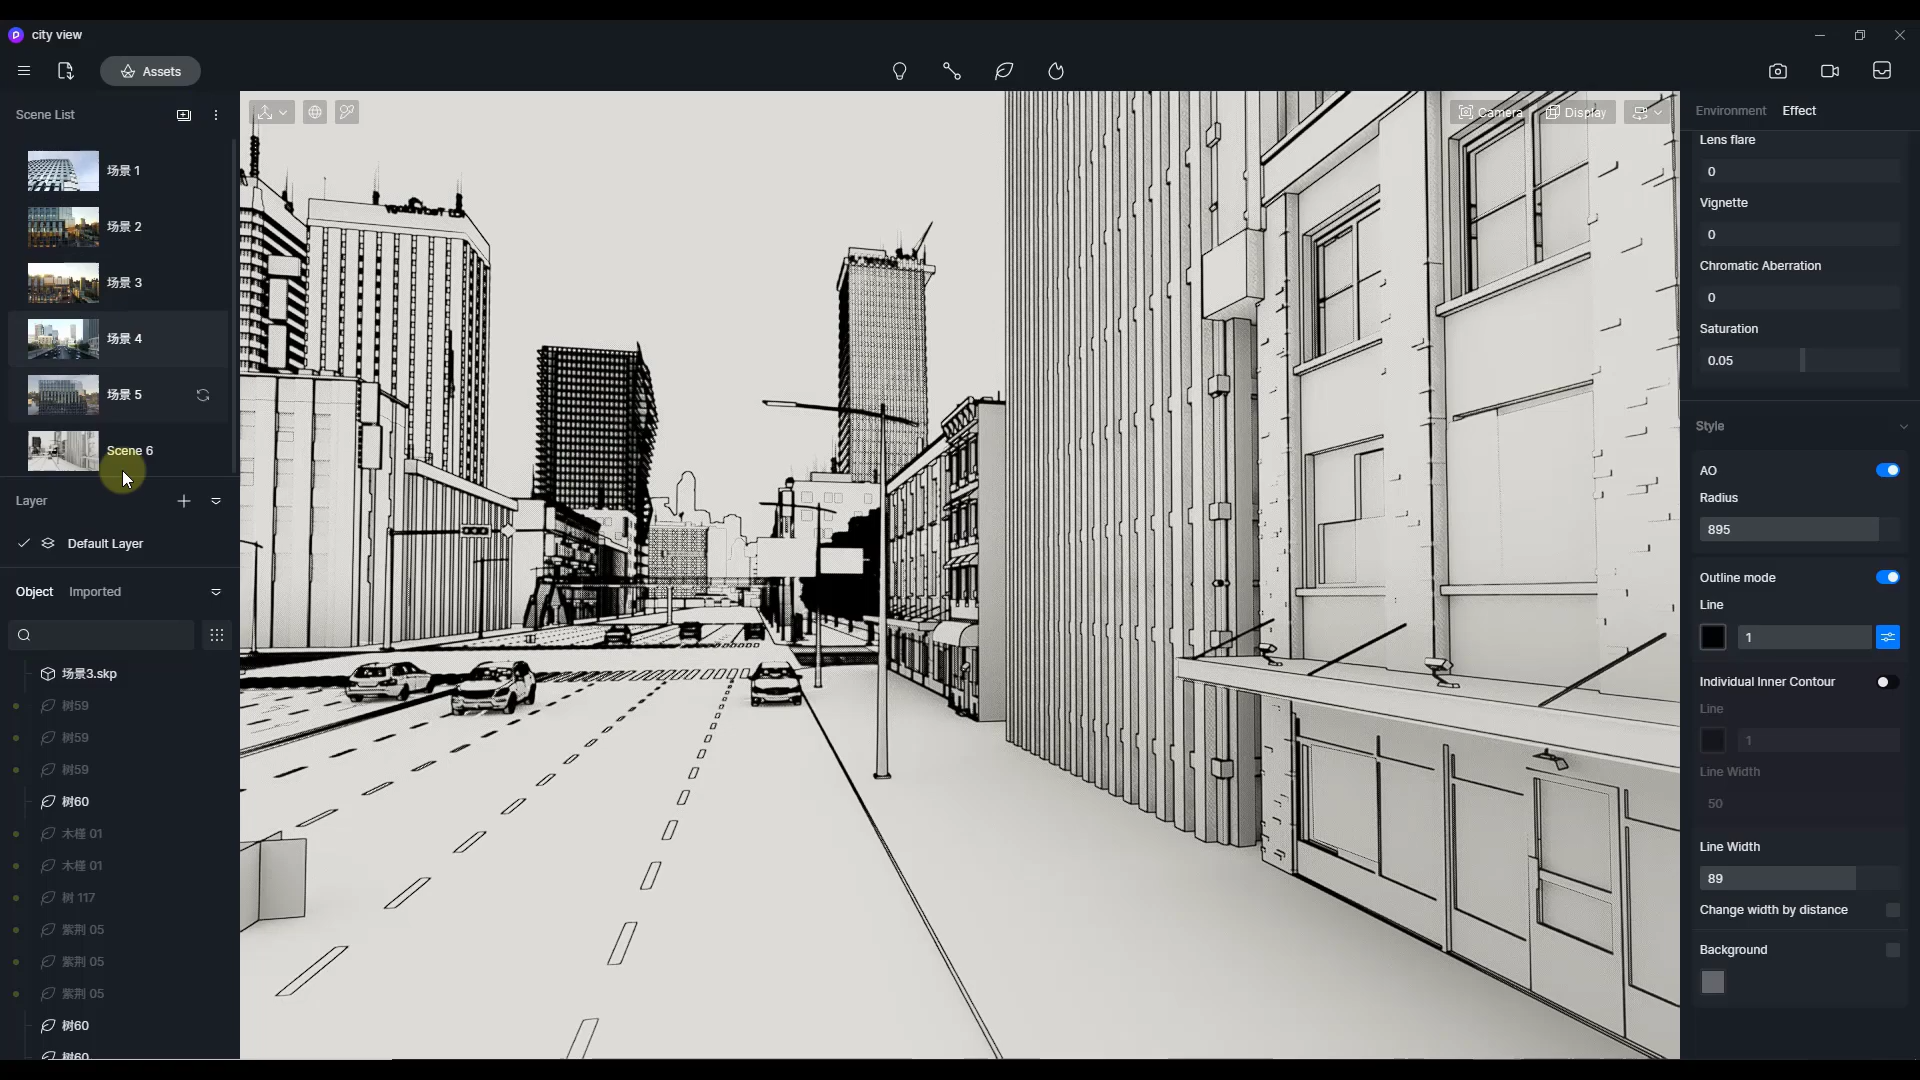 city view
Assets
Scene List
场景 1
场景 2
场景 3
场景 4
场景 5
Scene 6
Layer
Default Layer
Object Imported
场景3.skp
树59
树59
树59
树60
木槿 01
木槿 01
树 117
紫荆 05
紫荆 05
紫荆 05
树60
树60
Camera
Display
Environment Effect
Lens flare
0
Vignette
0
Chromatic Aberration
0
Saturation
0.05
Style
AO
Radius
895
Outline mode
Line
1
Individual Inner Contour
Line
1
Line Width
50
Line Width
89
Change width by distance
Background